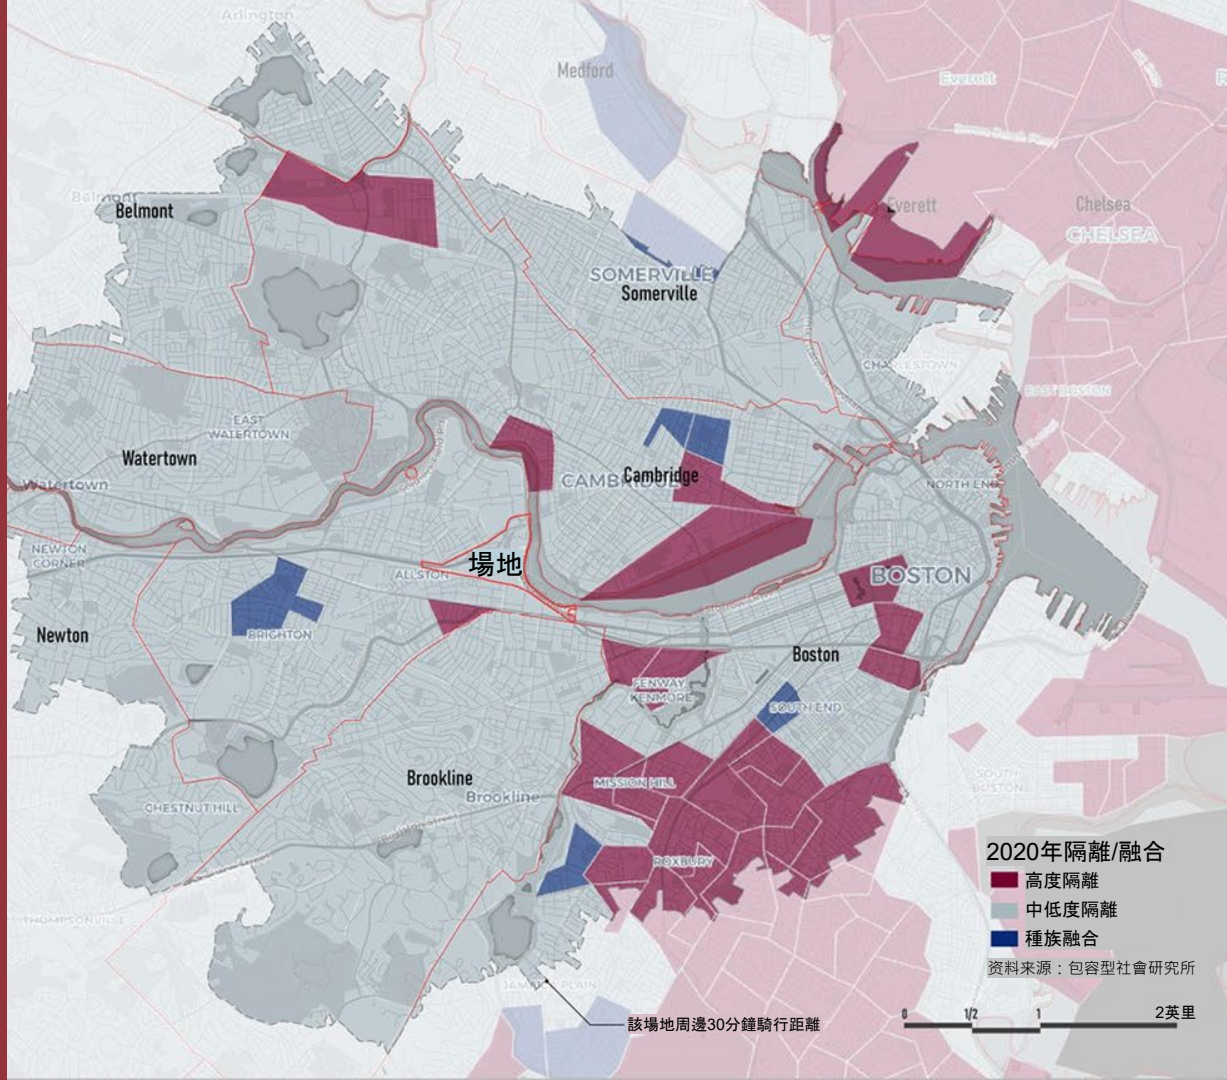 Arlington
Medford
Everett
Belmont
Belmont
Everett
Chelsea
CHELSEA
SOMERVILLE
Somerville
CHARLESTOWN
EAST BOSTON
EAST
WATERTOWN
Watertown
Watertown
CAMBRIDGE
Cambridge
NORTH END
NEWTON
CORNER
ALLSTON
場地
BOSTON
Newton
BRIGHTON
Boston
FENWAY
KENMORE
SOUTH END
Brookline
Brookline
MISSION HILL
SOUTH
BOSTON
CHESTNUT HILL
ROXBURY
THOMPSONVILLE
JAMAICA PLAIN
2020年隔離/融合
高度隔離
中低度隔離
種族融合
资料来源：包容型社會研究所
該場地周邊30分鐘騎行距離
0 1/2 1 2英里